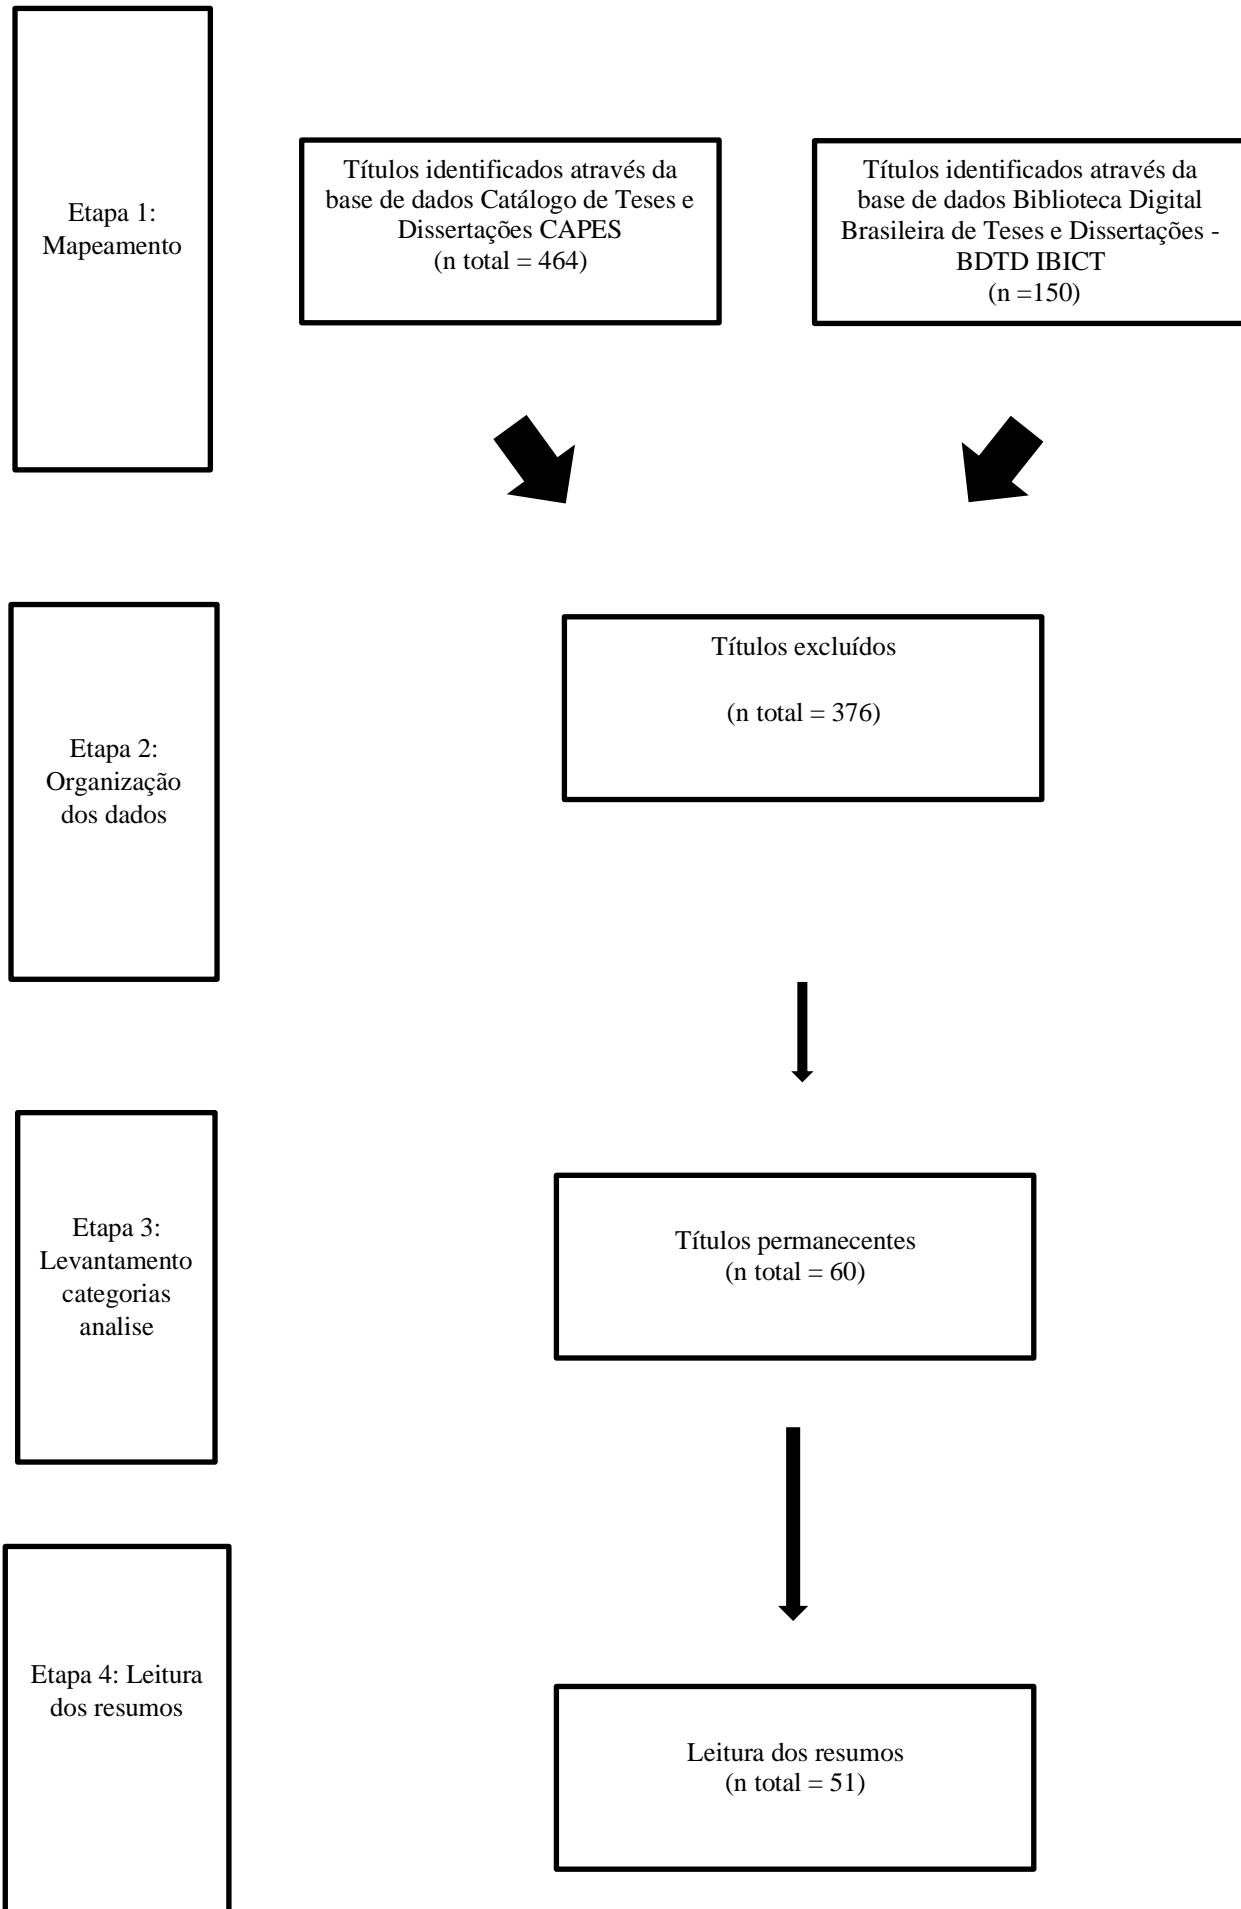 Etapa 1:
Mapeamento
Títulos identificados através da
base de dados Catálogo de Teses e
Dissertações CAPES
(n total = 464)
Títulos identificados através da
base de dados Biblioteca Digital
Brasileira de Teses e Dissertações -
BDTD IBICT
(n =150)
Etapa 2:
Organização
dos dados
Títulos excluídos
(n total = 376)
Etapa 3:
Levantamento
categorias
analise
Títulos permanecentes
(n total = 60)
Etapa 4: Leitura
dos resumos
Leitura dos resumos
(n total = 51)